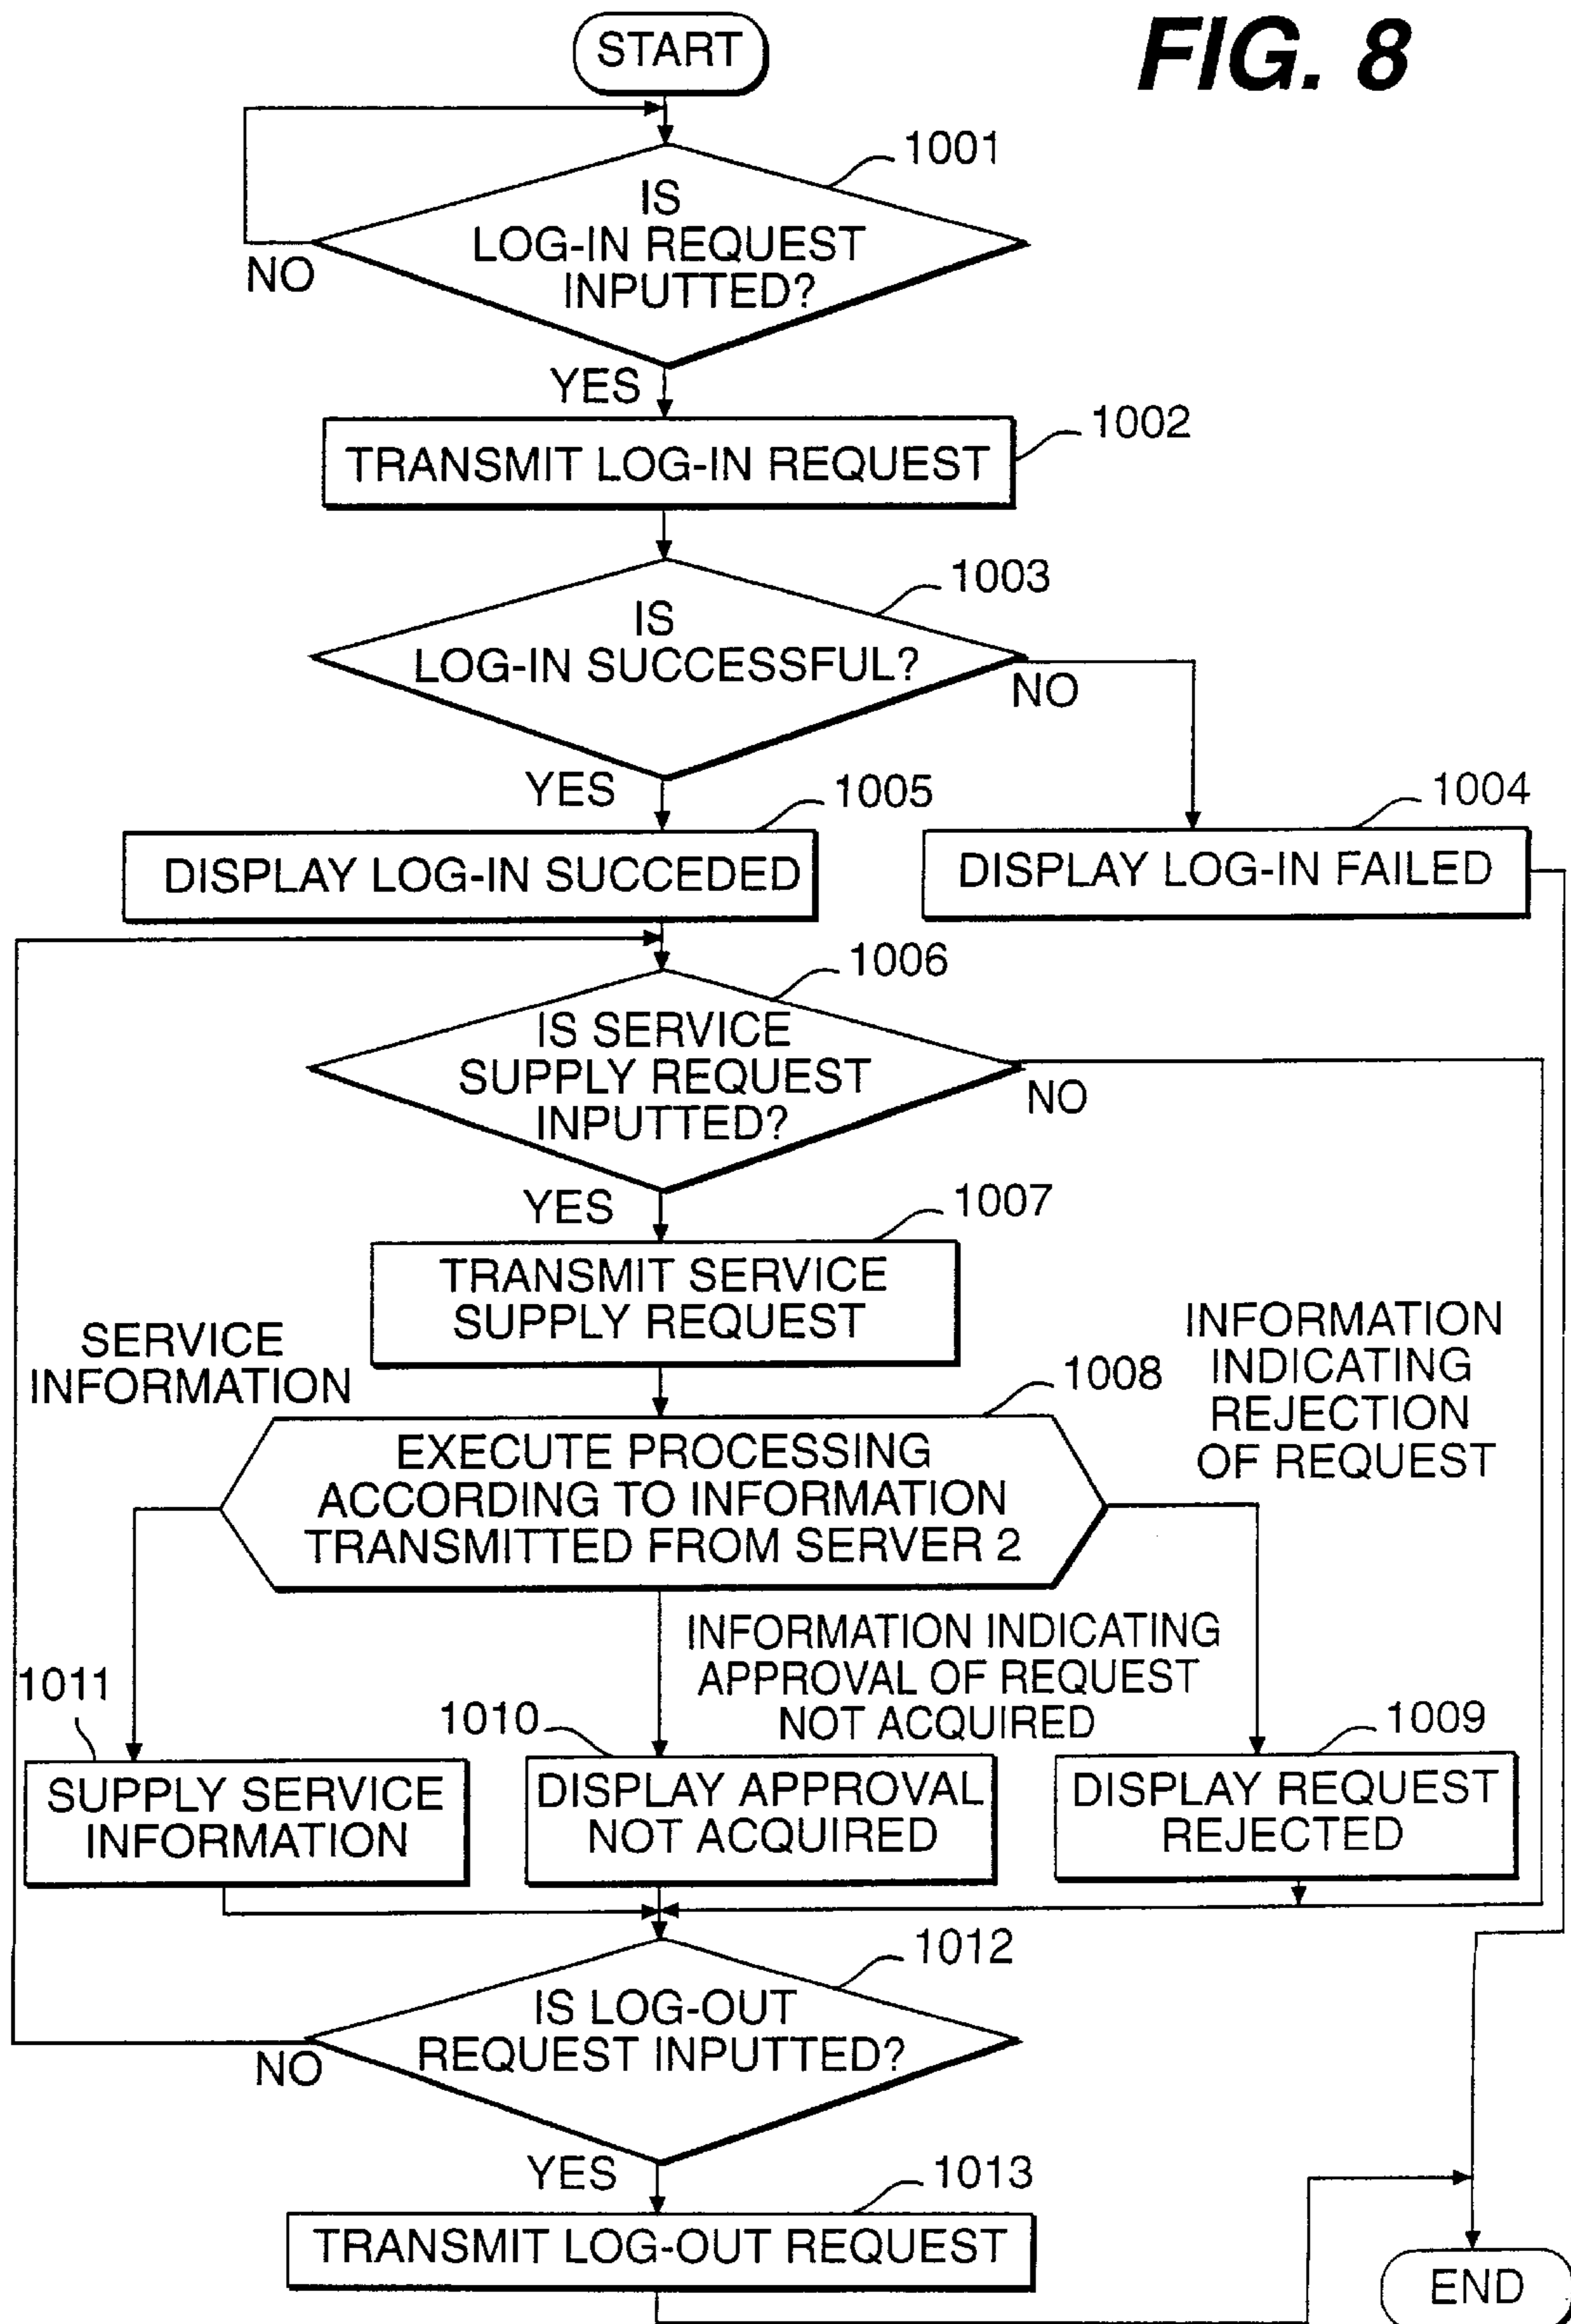 FIG. 8
START
1001
IS
LOG-IN REQUEST
INPUTTED?
NO
YES
1002
TRANSMIT LOG-IN REQUEST
1003
IS
LOG-IN SUCCESSFUL?
NO
YES
1005
1004
DISPLAY LOG-IN SUCCEDED
DISPLAY LOG-IN FAILED
1006
IS SERVICE
SUPPLY REQUEST
INPUTTED?
NO
YES
1007
TRANSMIT SERVICE
SUPPLY REQUEST
SERVICE
INFORMATION
INFORMATION
INDICATING
REJECTION
OF REQUEST
1008
EXECUTE PROCESSING
ACCORDING TO INFORMATION
TRANSMITTED FROM SERVER 2
INFORMATION INDICATING
APPROVAL OF REQUEST
NOT ACQUIRED
1011
1010
1009
SUPPLY SERVICE
INFORMATION
DISPLAY APPROVAL
NOT ACQUIRED
DISPLAY REQUEST
REJECTED
1012
IS LOG-OUT
REQUEST INPUTTED?
NO
YES
1013
TRANSMIT LOG-OUT REQUEST
END